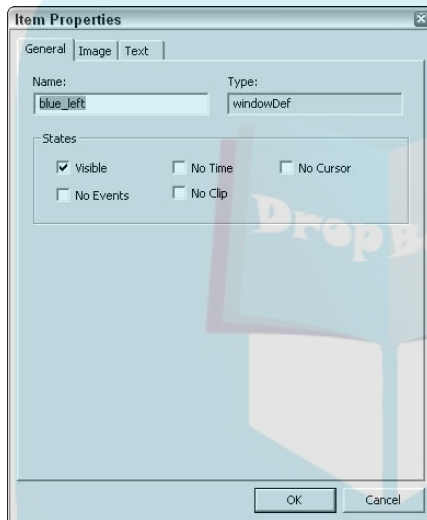 Item Properties
General Image Text
Name: Type:
blue_left windowDef
States
Visible No Time No Cursor
No Events No Clip
Drop B
OK Cancel